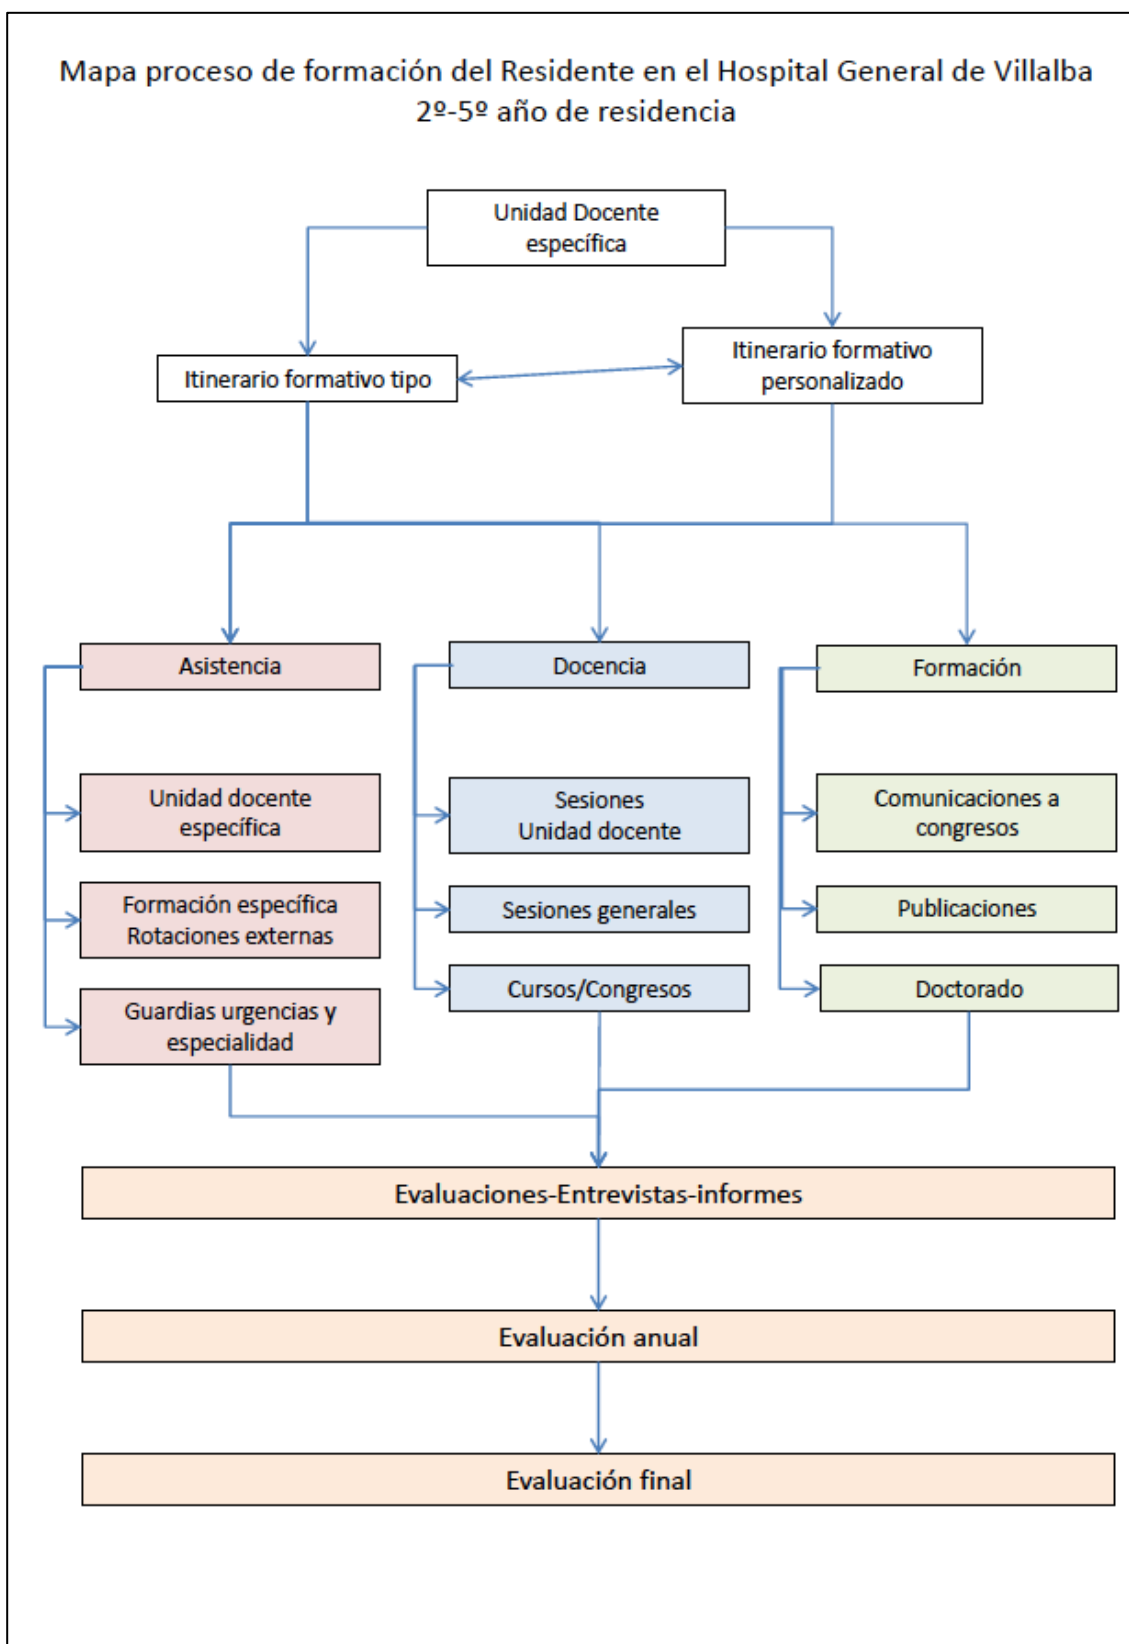 Mapa proceso de formación del Residente en el Hospital General de Villalba
2º-5º año de residencia
Unidad Docente
específica
Itinerario formativo tipo
Itinerario formativo
personalizado
Asistencia
Docencia
Formación
Unidad docente
específica
Sesiones
Unidad docente
Comunicaciones a
congresos
Formación específica
Rotaciones externas
Sesiones generales
Publicaciones
Guardias urgencias y
especialidad
Cursos/Congresos
Doctorado
Evaluaciones-Entrevistas-informes
Evaluación anual
Evaluación final